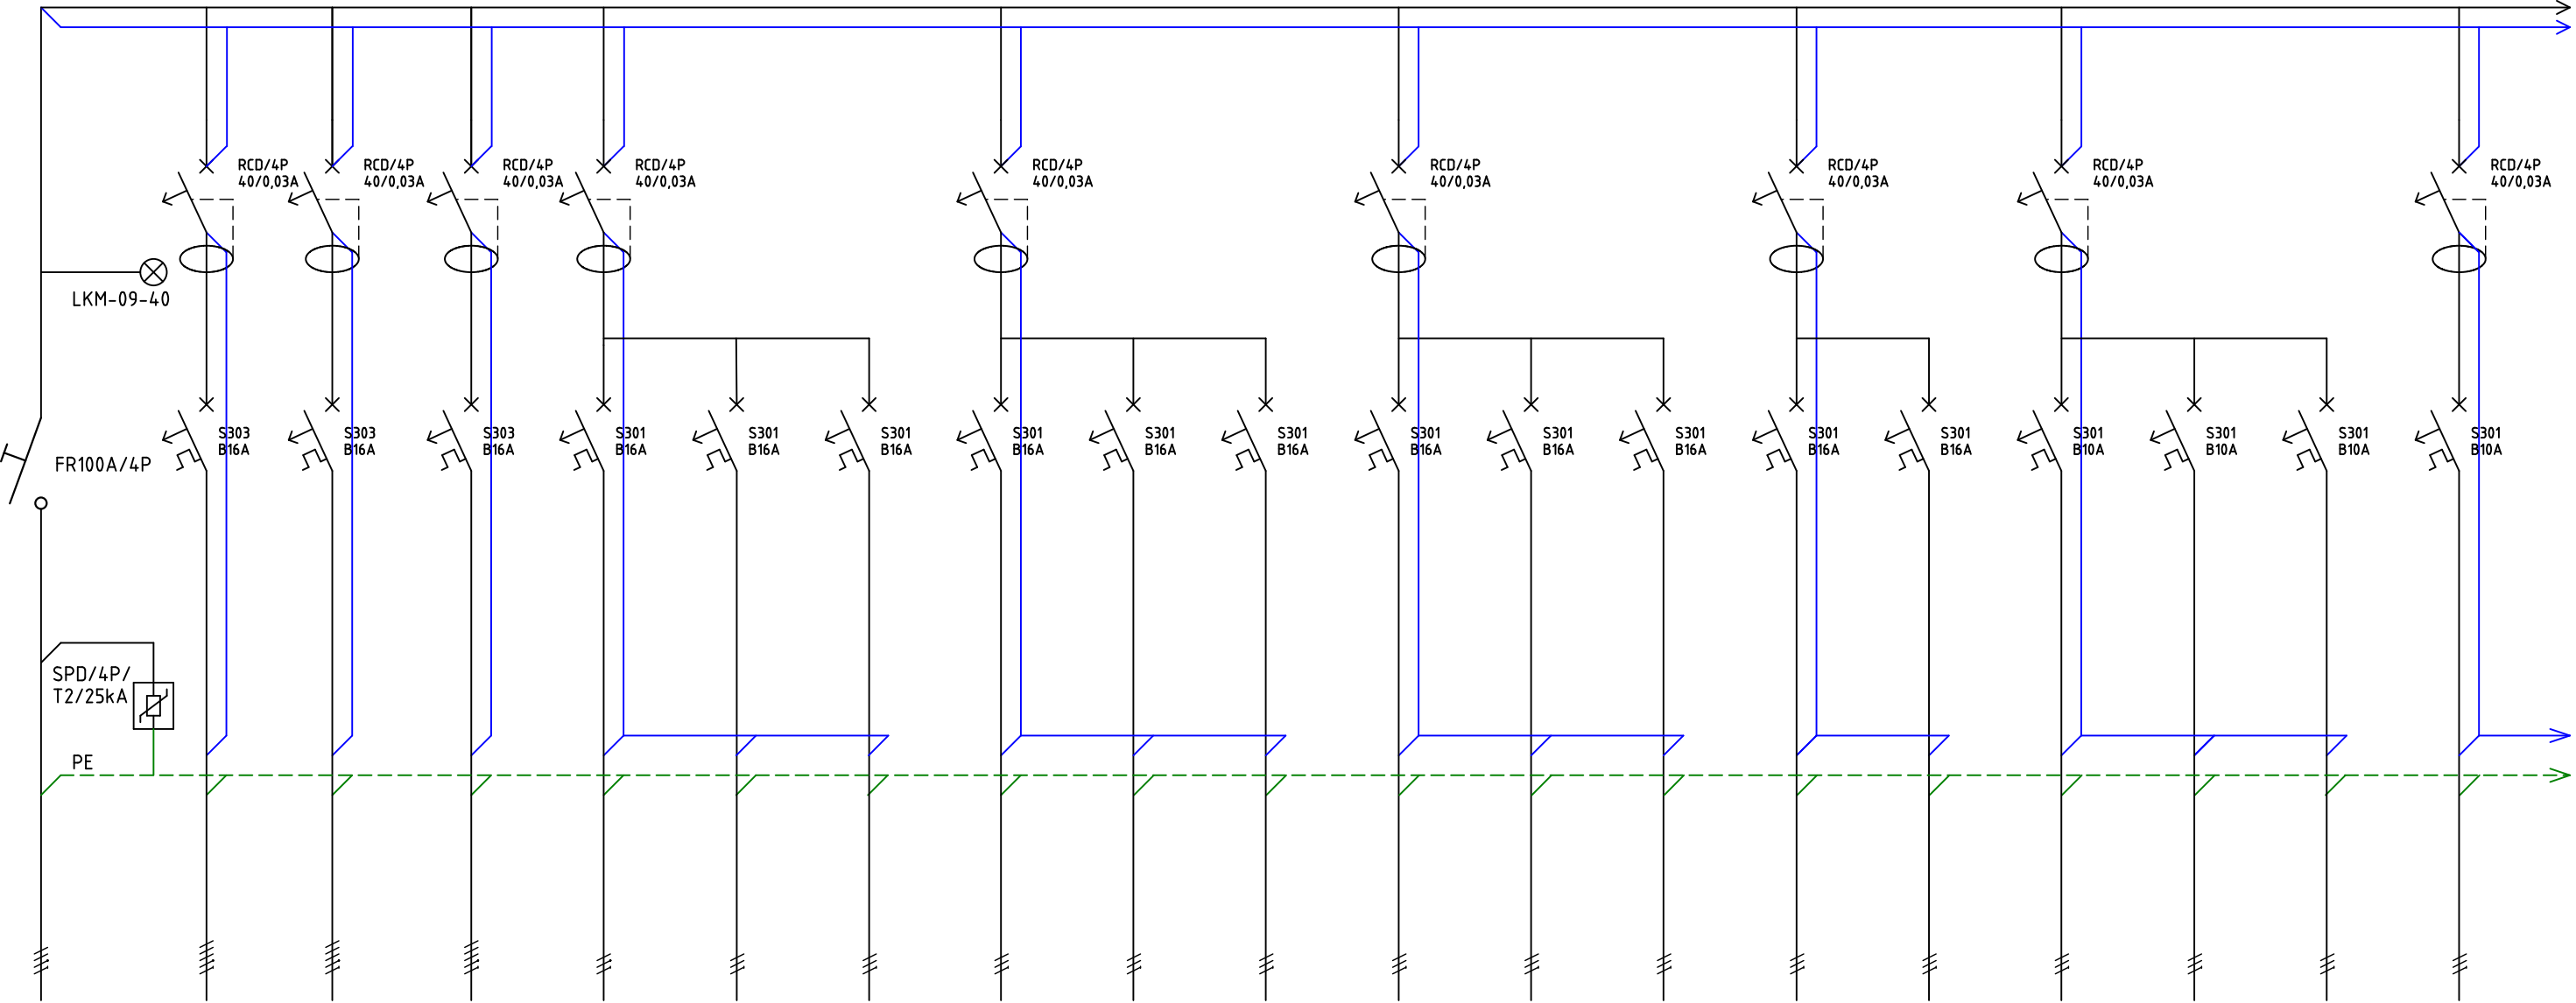 RCD/4P
40/0,03A
RCD/4P
40/0,03A
RCD/4P
40/0,03A
RCD/4P
40/0,03A
RCD/4P
40/0,03A
RCD/4P
40/0,03A
RCD/4P
40/0,03A
RCD/4P
40/0,03A
RCD/4P
40/0,03A
LKM-09-40
FR100A/4P
S303
B16A
S303
B16A
S303
B16A
S301
B16A
S301
B16A
S301
B16A
S301
B16A
S301
B16A
S301
B16A
S301
B16A
S301
B16A
S301
B16A
S301
B16A
S301
B16A
S301
B10A
S301
B10A
S301
B10A
S301
B10A
SPD/4P/
T2/25kA
PE